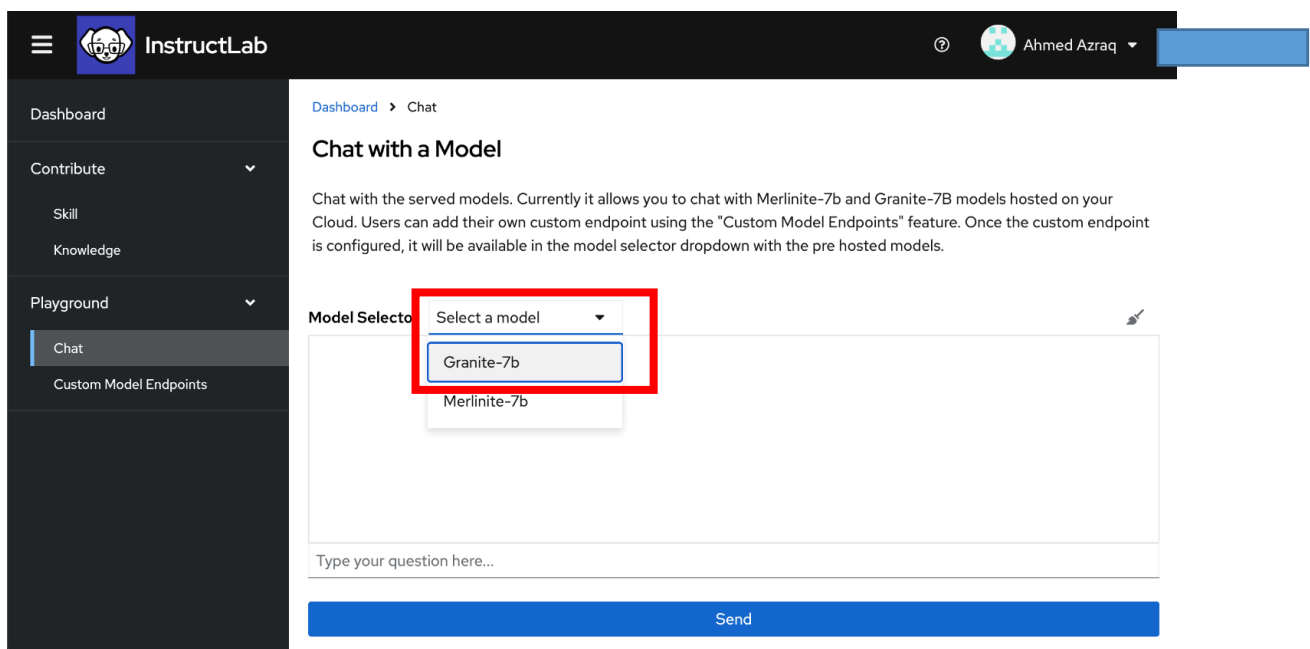 InstructLab
Ahmed Azraq
Dashboard
Contribute
Skill
Knowledge
Playground
Chat
Custom Model Endpoints
Dashboard > Chat
Chat with a Model
Chat with the served models. Currently it allows you to chat with Merlinite-7b and Granite-7B models hosted on your
Cloud. Users can add their own custom endpoint using the "Custom Model Endpoints" feature. Once the custom endpoint
is configured, it will be available in the model selector dropdown with the pre hosted models.
Model Selecto
Select a model
Granite-7b
Merlinite-7b
Type your question here...
Send